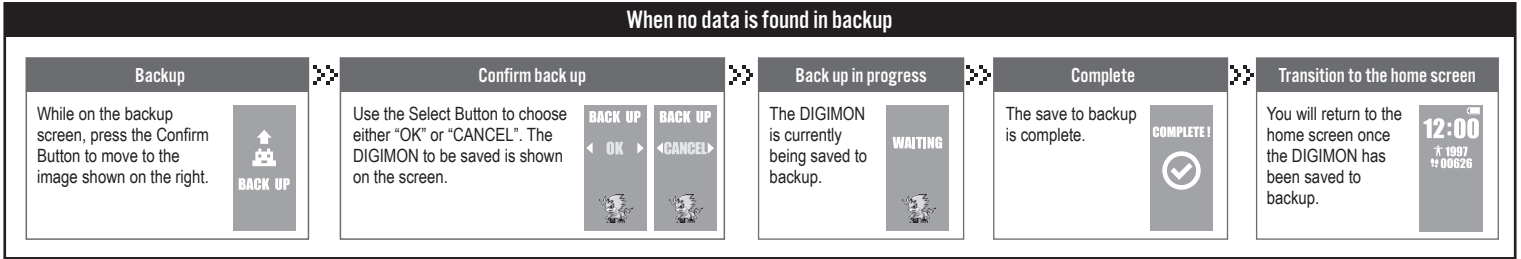 When no data is found in backup
Backup
While on the backup
screen, press the Confirm
Button to move to the
image shown on the right.
BACK UP
Confirm back up
Use the Select Button to choose
either “OK” or “CANCEL”. The
DIGIMON to be saved is shown
on the screen.
BACK UP
OK
BACK UP
CANCEL
Back up in progress
The DIGIMON
is currently
being saved to
backup.
WAITING
Complete
The save to backup
is complete.
COMPLETE!
Transition to the home screen
You will return to the
home screen once
the DIGIMON has
been saved to
backup.
12:00
1997
00626